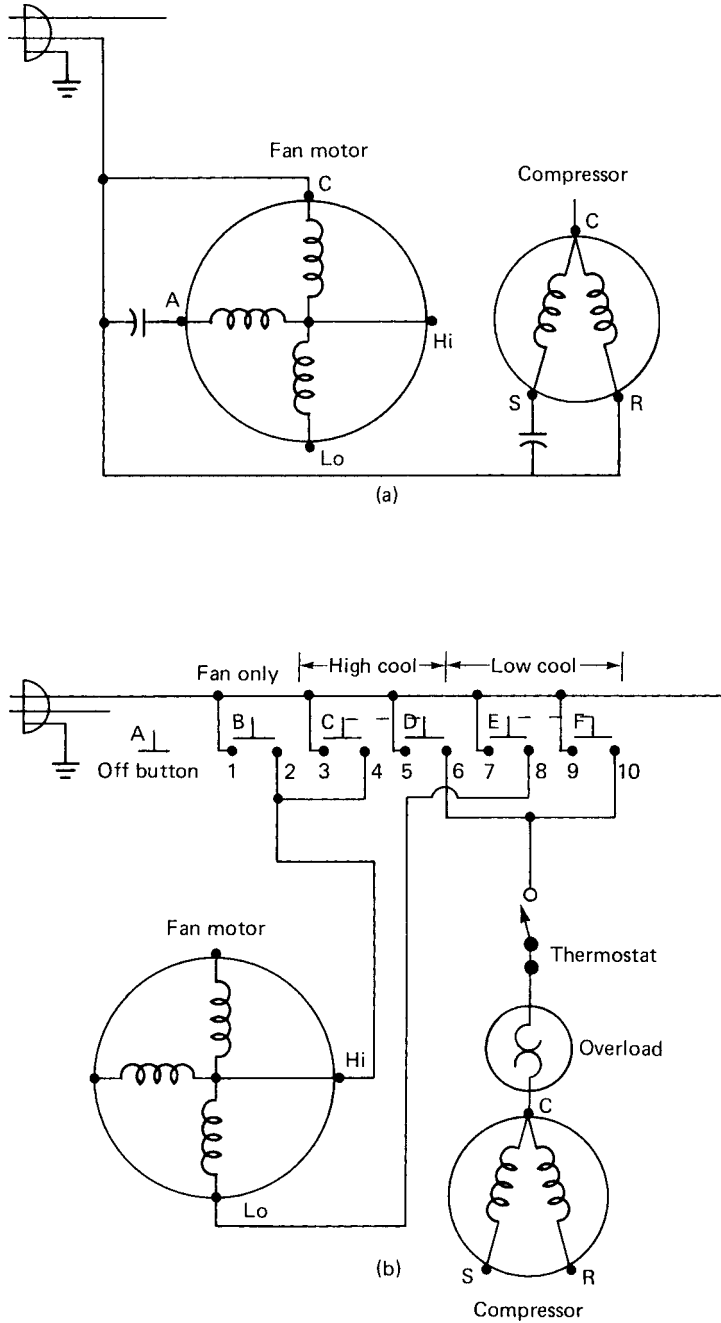 Fan motor
C
Compressor
C
A
Hi
S
R
Lo
(a)
Fan only
High cool
Low cool
A
B
C
D
E
F
Off button
1 2 3 4 5 6 7 8 9 10
Fan motor
Thermostat
Hi
Overload
C
Lo
(b)
S
R
Compressor